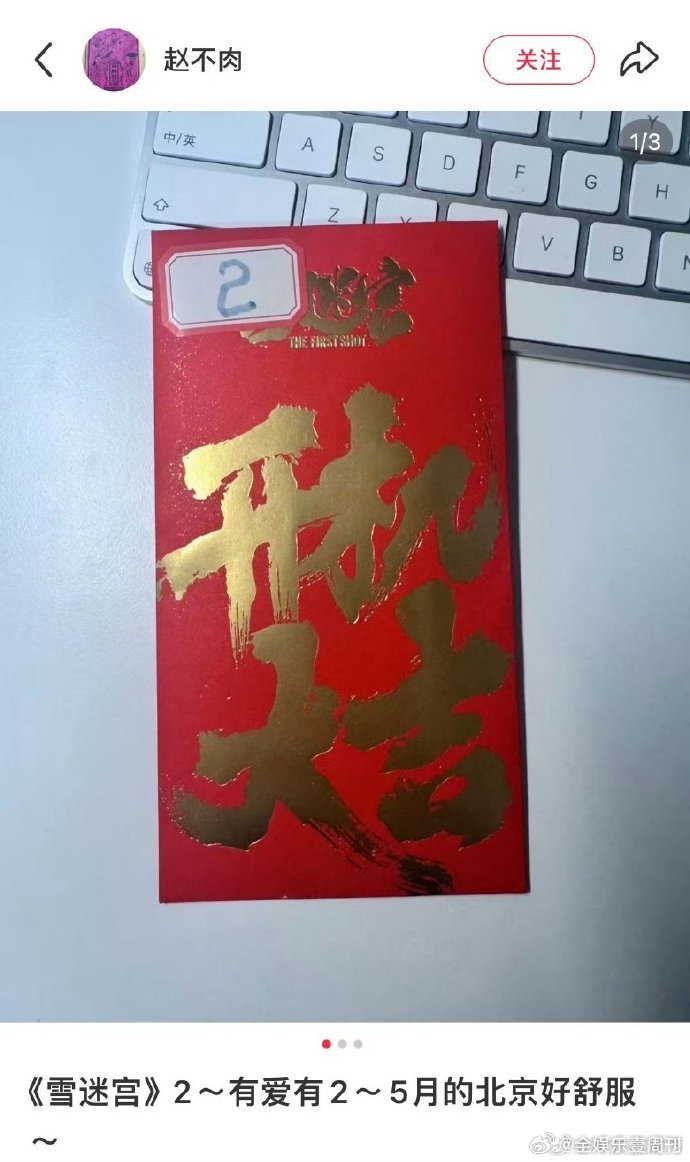 赵不肉
关注
1/3
Y
中/英
A
S
D
F
G
H
Z
V
B
2
THE FIRST SHOT
开机
大吉
《雪迷宫》2～有爱有2～5月的北京好舒服
～
@全娱乐壹周刊